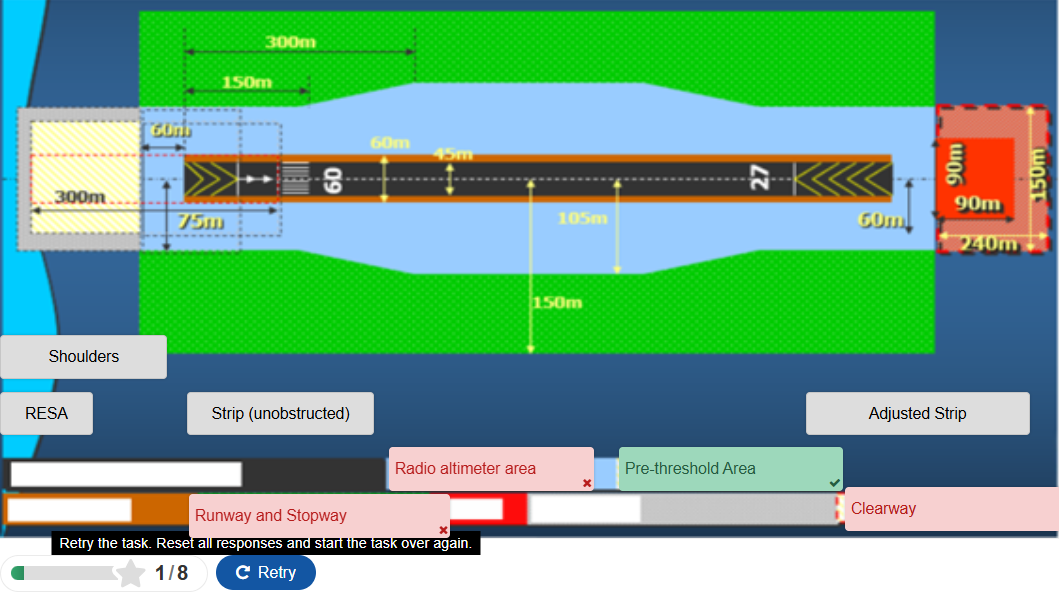 300m
150m
60m
60m
45m
60
27
90m
150m
300m
75m
105m
60m
90m
240m
150m
Shoulders
RESA
Strip (unobstructed)
Adjusted Strip
Radio altimeter area
Pre-threshold Area
Runway and Stopway
Clearway
Retry the task. Reset all responses and start the task over again.
1/8
Retry